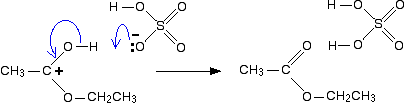 H—O O
S
O—H −
:O O
CH3—C+
O—CH2CH3
H—O O
S
H—O O
O
CH3—C
O—CH2CH3